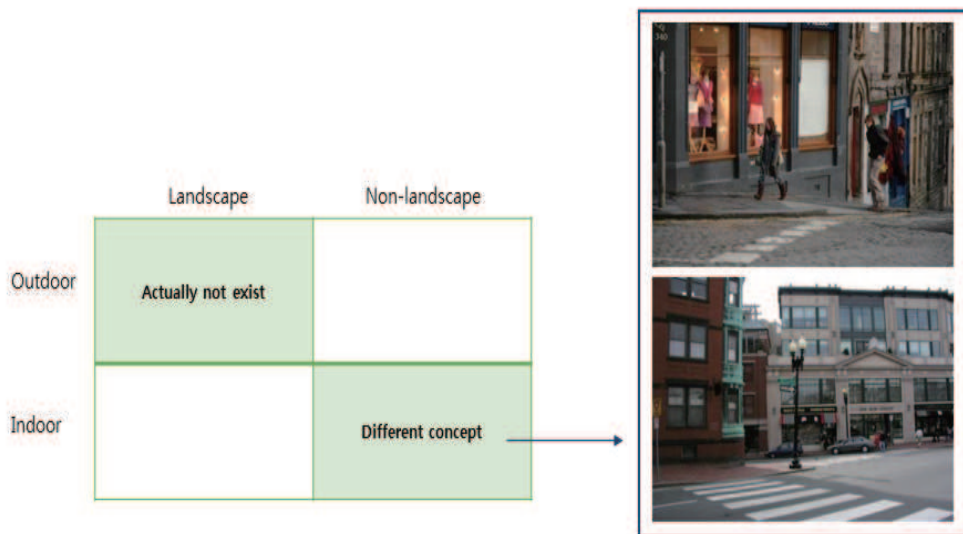 Landscape Non-landscape
Outdoor
Actually not exist
Indoor
Different concept